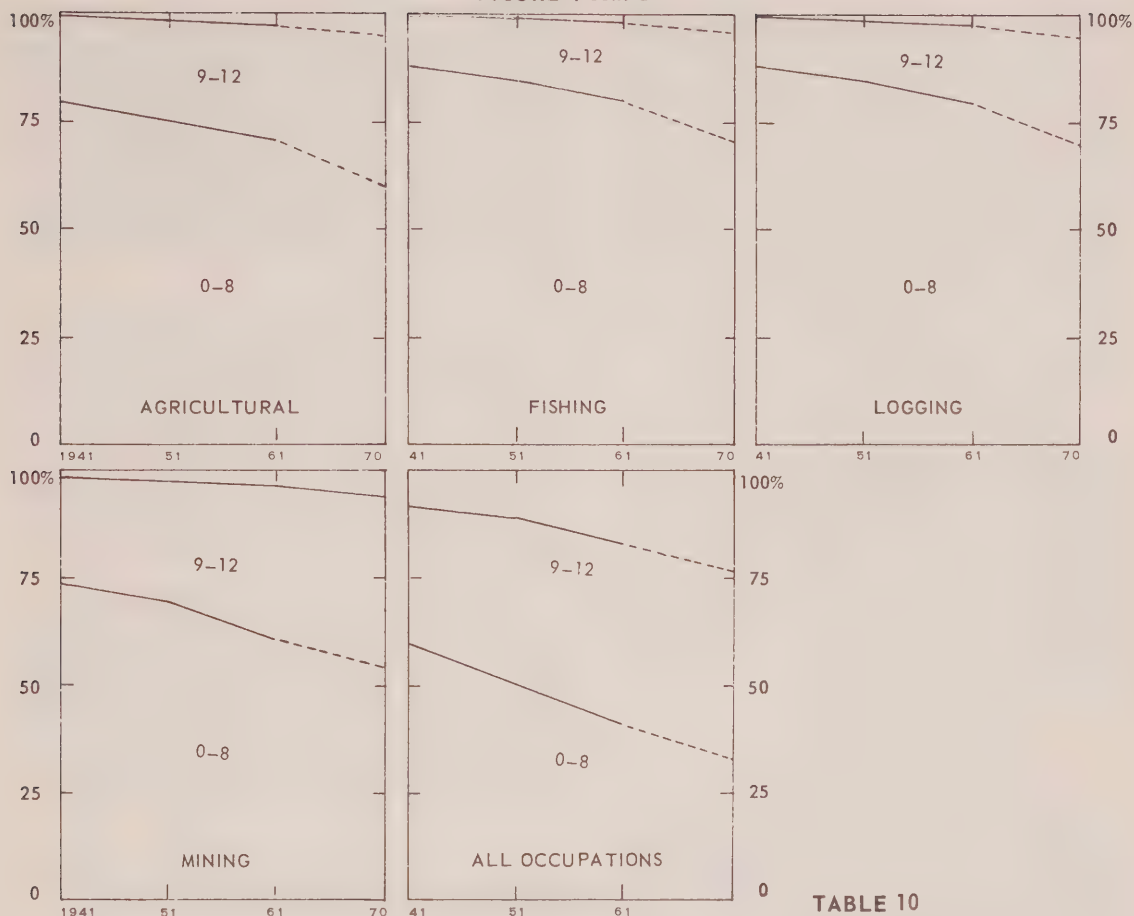 100% 100%
9–12 9–12 9–12
75 75
50 50
0–8 0–8 0–8
25 25
AGRICULTURAL FISHING LOGGING
0 0
1941 51 61 70 41 51 61 41 51 61 70
100% 100%
9–12 9–12
75 75
50 50
0–8 0–8
25 25
MINING ALL OCCUPATIONS
0 0
1941 51 61 70 41 51 61
TABLE 10